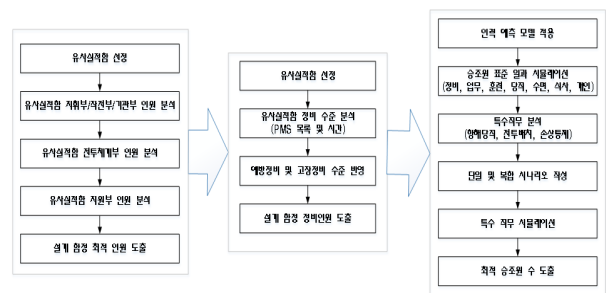 유사실적함 선정
유사실적함 지휘부/작전부/기관부 인원 분석
유사실적함 전투체계부 인원 분석
유사실적함 지원부 인원 분석
설계 함정 최적 인원 도출
유사실적함 선정
유사실적함 정비 수준 분석
(PMS 목록 및 시간)
예방정비 및 고장정비 수준 반영
설계 함정 정비인원 도출
인력 예측 모델 적용
승조원 표준 일과 시뮬레이션
(정비, 업무, 훈련, 당직, 수면, 식사, 개인)
특수직무 분석
(항해당직, 전투배치, 손상통제)
단일 및 복합 시나리오 작성
특수 직무 시뮬레이션
최적 승조원 수 도출